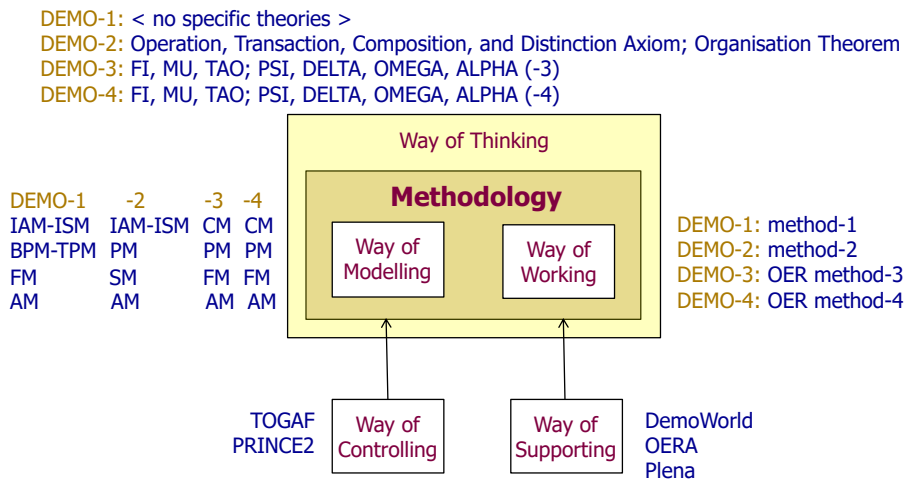 DEMO-1: < no specific theories >
DEMO-2: Operation, Transaction, Composition, and Distinction Axiom; Organisation Theorem
DEMO-3: FI, MU, TAO; PSI, DELTA, OMEGA, ALPHA (-3)
DEMO-4: FI, MU, TAO; PSI, DELTA, OMEGA, ALPHA (-4)
Way of Thinking
Methodology
Way of
Modelling
Way of
Working
DEMO-1 -2 -3 -4
IAM-ISM IAM-ISM CM CM
BPM-TPM PM PM PM
FM SM FM FM
AM AM AM AM
DEMO-1: method-1
DEMO-2: method-2
DEMO-3: OER method-3
DEMO-4: OER method-4
TOGAF
PRINCE2
Way of
Controlling
Way of
Supporting
DemoWorld
OERA
Plena